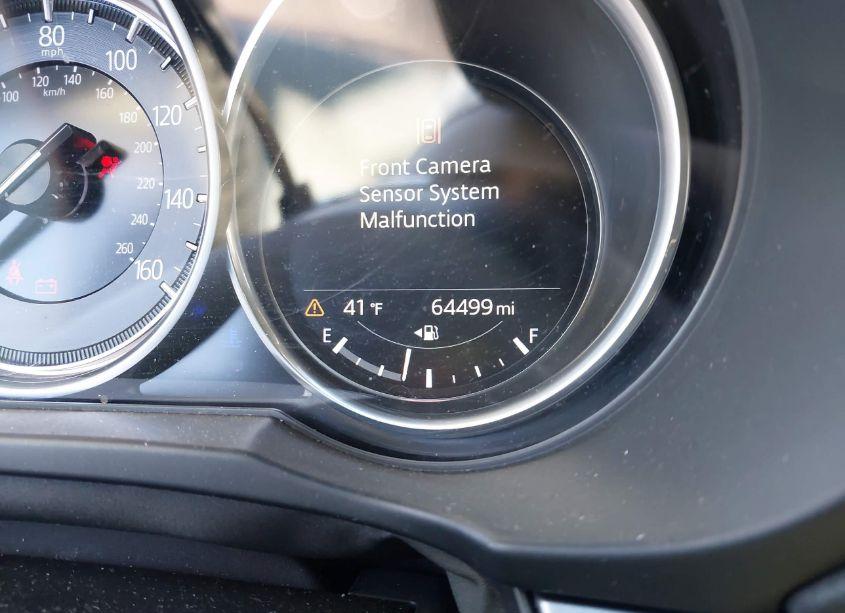 80
mph
100
120
140
160
100
120
140
160
180
200
220
240
260
km/h
Front Camera
Sensor System
Malfunction
41 °F
64499 mi
E
F